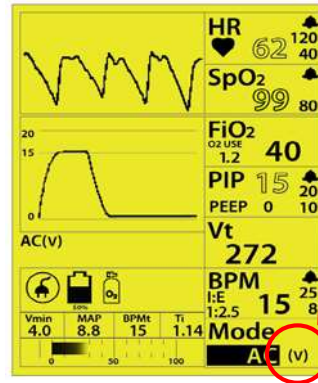 HR
62
120
40
SpO2
99
80
20
15
0
FiO2
O2 USE
1.2
40
PIP
15
20
PEEP
0
10
AC(v)
Vt
272
50%
O2
BPM
I:E
1:2.5
15
25
8
Vmin
MAP
BPMt
Ti
4.0
8.8
15
1.14
0
50
100
Mode
AC (v)